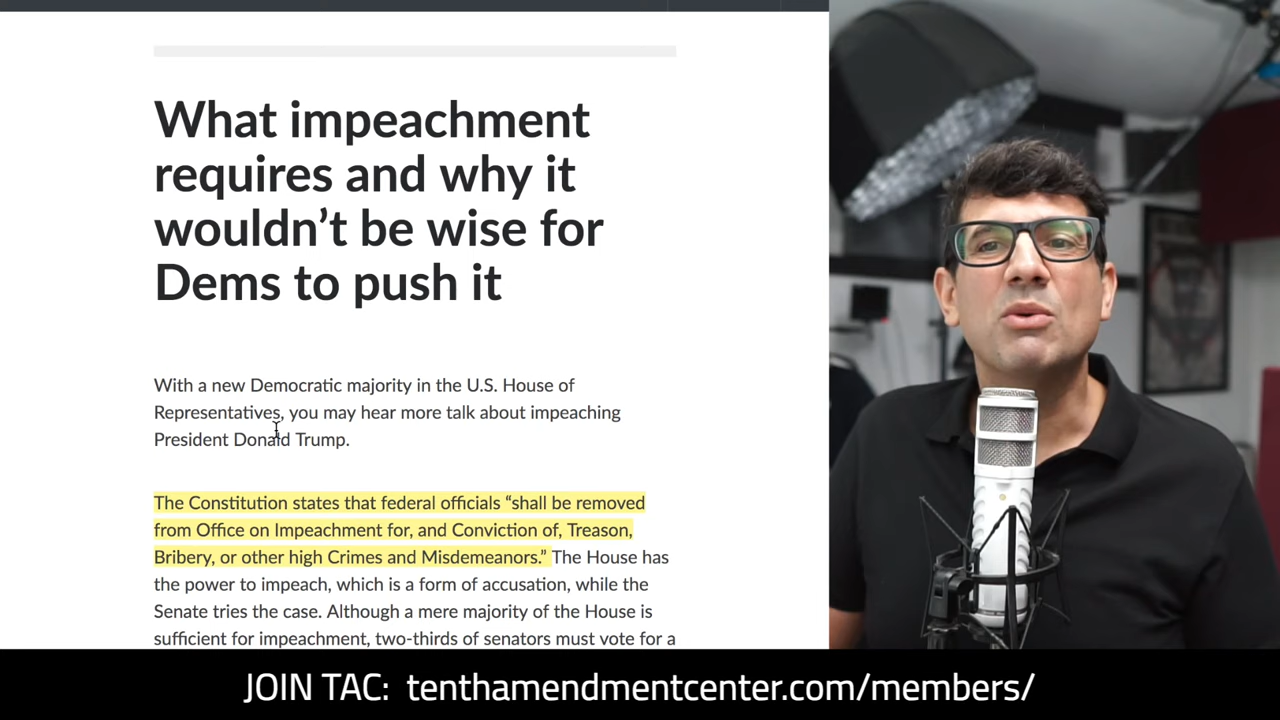 What impeachment
requires and why it
wouldn’t be wise for
Dems to push it
With a new Democratic majority in the U.S. House of
Representatives, you may hear more talk about impeaching
President Donald Trump.
The Constitution states that federal officials “shall be removed
from Office on Impeachment for, and Conviction of, Treason,
Bribery, or other high Crimes and Misdemeanors.” The House has
the power to impeach, which is a form of accusation, while the
Senate tries the case. Although a mere majority of the House is
sufficient for impeachment, two-thirds of senators must vote for a
JOIN TAC: tenthamendmentcenter.com/members/